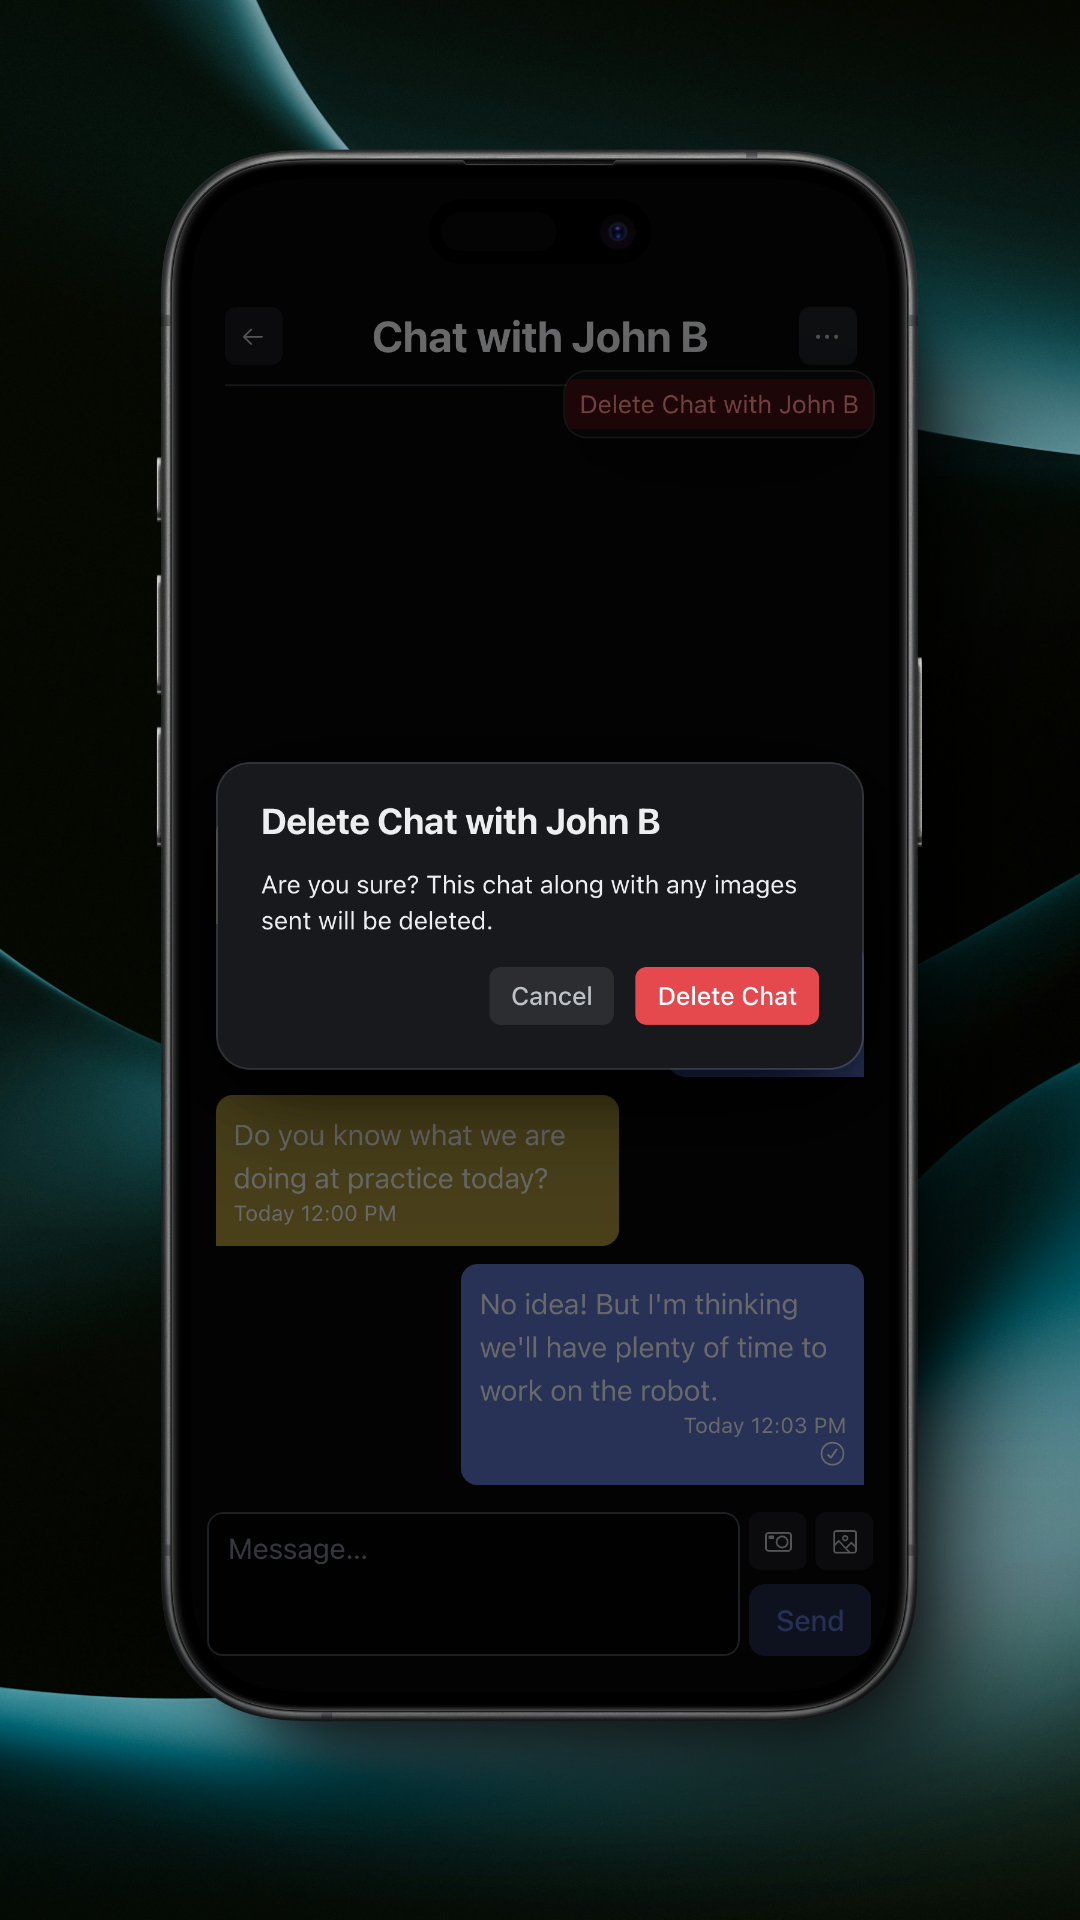 Chat with John B
Delete Chat with John B
Delete Chat with John B
Are you sure? This chat along with any images
sent will be deleted.
Cancel
Delete Chat
Do you know what we are
doing at practice today?
Today 12:00 PM
No idea! But I'm thinking
we'll have plenty of time to
work on the robot.
Today 12:03 PM
Message...
Send